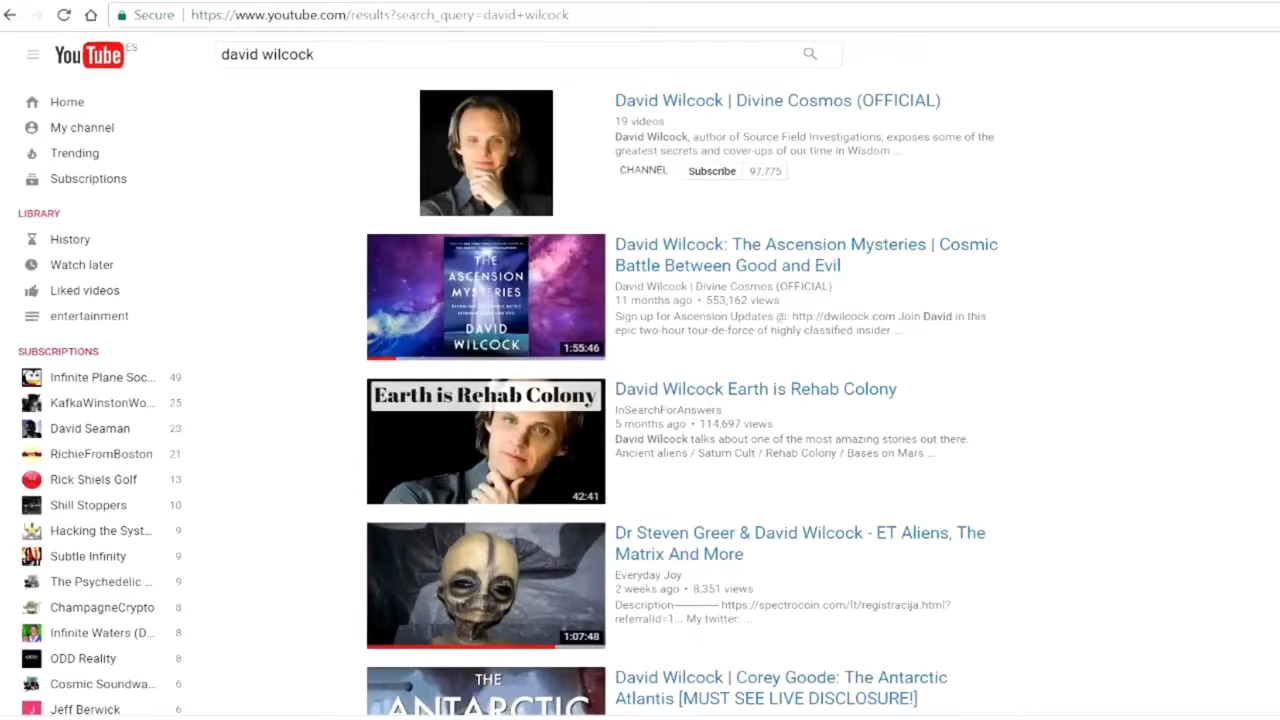 Secure https://www.youtube.com/results?search_query=david+wilcock
YouTube ES
david wilcock
Home
My channel
Trending
Subscriptions
LIBRARY
History
Watch later
Liked videos
entertainment
SUBSCRIPTIONS
Infinite Plane Soc... 49
KafkaWinstonWo... 25
David Seaman 23
RichieFromBoston 21
Rick Shiels Golf 13
Shill Stoppers 10
Hacking the Syst... 9
Subtle Infinity 9
The Psychedelic ... 9
ChampagneCrypto 8
Infinite Waters (D... 8
ODD Reality 8
Cosmic Soundwa... 6
J Jeff Berwick 6
David Wilcock | Divine Cosmos (OFFICIAL)
19 videos
David Wilcock, author of Source Field Investigations, exposes some of the
greatest secrets and cover-ups of our time in Wisdom ...
CHANNEL Subscribe 97,775
THE
ASCENSION
MYSTERIES
DAVID
WILCOCK
1:55:46
David Wilcock: The Ascension Mysteries | Cosmic
Battle Between Good and Evil
David Wilcock | Divine Cosmos (OFFICIAL)
11 months ago • 553,162 views
Sign up for Ascension Updates @: http://dwilcock.com Join David in this
epic two-hour tour-de-force of highly classified insider ...
Earth is Rehab Colony
42:41
David Wilcock Earth is Rehab Colony
InSearchForAnswers
5 months ago • 114,697 views
David Wilcock talks about one of the most amazing stories out there.
Ancient aliens / Saturn Cult / Rehab Colony / Bases on Mars ...
1:07:48
Dr Steven Greer & David Wilcock - ET Aliens, The
Matrix And More
Everyday Joy
2 weeks ago • 8,351 views
Description———— https://spectrocoin.com/lt/registracija.html?
referralId=1... My twitter: ...
THE
ANTARCTIC
David Wilcock | Corey Goode: The Antarctic
Atlantis [MUST SEE LIVE DISCLOSURE!]